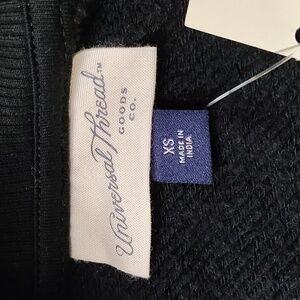 Universal Thread™
GOODS
CO.
XS
MADE IN
INDIA